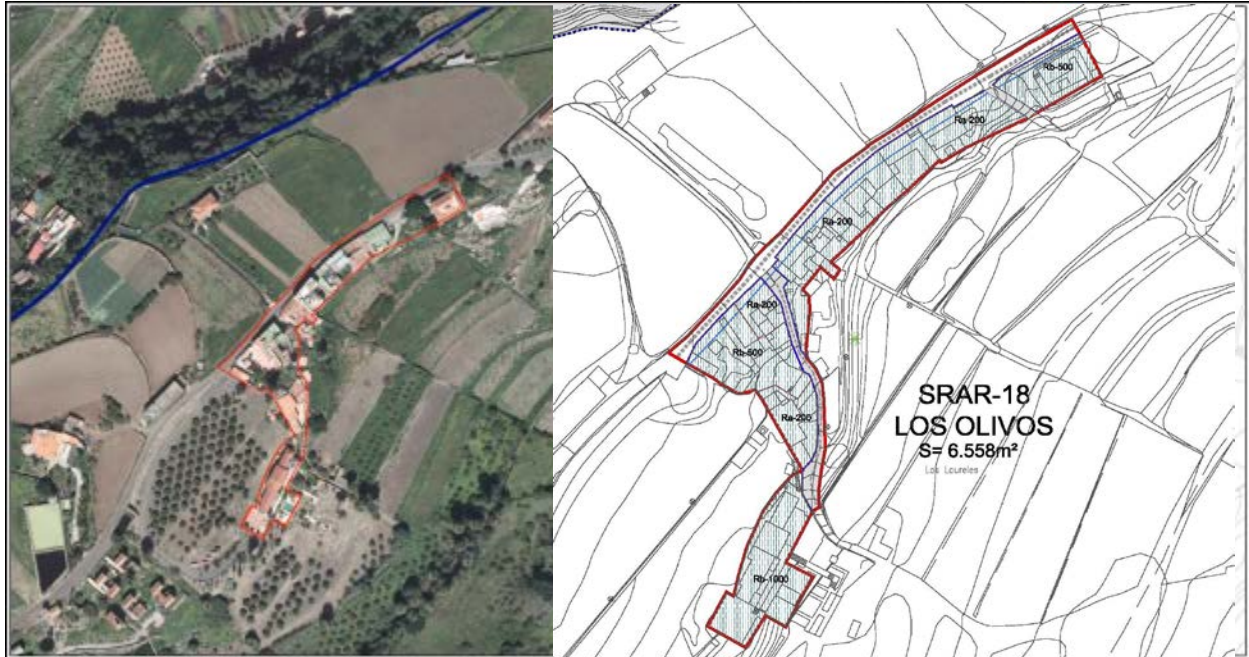 Rb-500
Ra-200
Ra-200
Ra-200
Rb-500
Ra-200
SRAR-18
LOS OLIVOS
S= 6.558m²
Los Loureles
Rb-1000